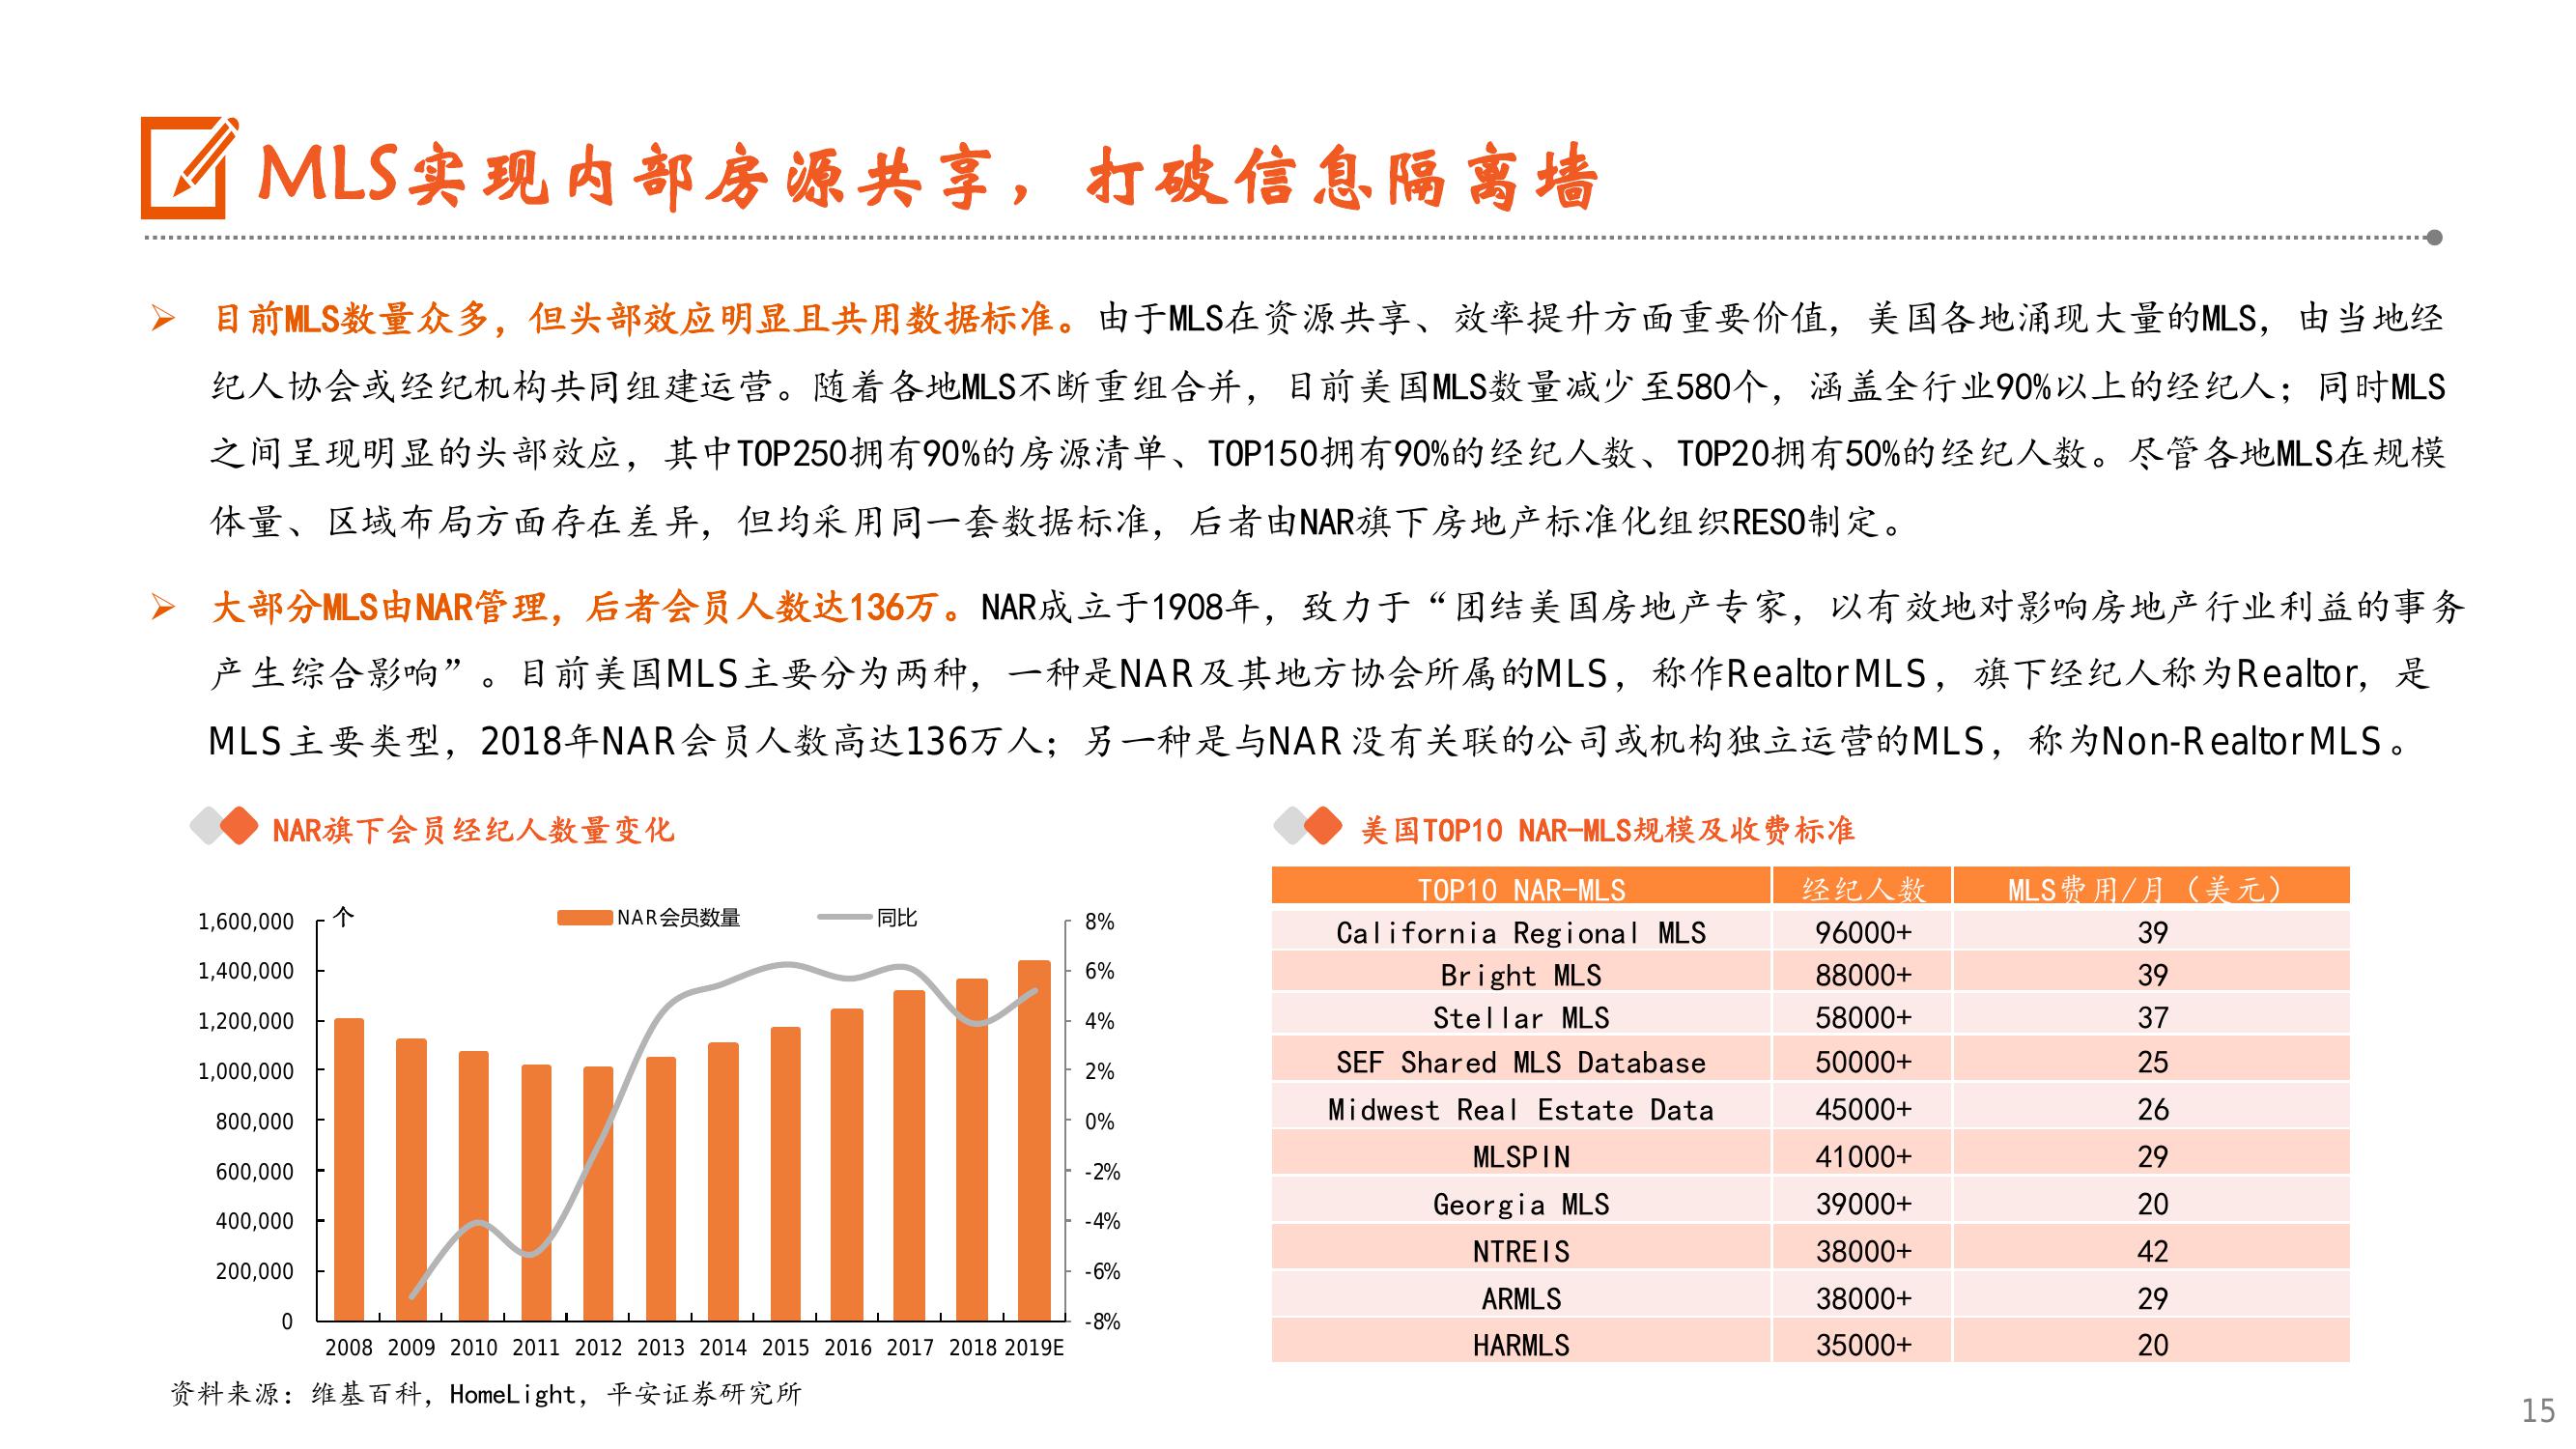 MLS实现内部房源共享，打破信息隔离墙
目前MLS数量众多，但头部效应明显且共用数据标准。由于MLS在资源共享、效率提升方面重要价值，美国各地涌现大量的MLS，由当地经
纪人协会或经纪机构共同组建运营。随着各地MLS不断重组合并，目前美国MLS数量减少至580个，涵盖全行业90%以上的经纪人；同时MLS
之间呈现明显的头部效应，其中TOP250拥有90%的房源清单、TOP150拥有90%的经纪人数、TOP20拥有50%的经纪人数。尽管各地MLS在规模
体量、区域布局方面存在差异，但均采用同一套数据标准，后者由NAR旗下房地产标准化组织RESO制定。
大部分MLS由NAR管理，后者会员人数达136万。NAR成立于1908年，致力于“团结美国房地产专家，以有效地对影响房地产行业利益的事务
产生综合影响”。目前美国MLS主要分为两种，一种是NAR及其地方协会所属的MLS，称作RealtorMLS，旗下经纪人称为Realtor，是
MLS主要类型，2018年NAR会员人数高达136万人；另一种是与NAR没有关联的公司或机构独立运营的MLS，称为Non-RealtorMLS。
NAR旗下会员经纪人数量变化
个
NAR会员数量 同比
1,600,000 8%
1,400,000 6%
1,200,000 4%
1,000,000 2%
800,000 0%
600,000 -2%
400,000 -4%
200,000 -6%
0 -8%
2008 2009 2010 2011 2012 2013 2014 2015 2016 2017 2018 2019E
美国TOP10 NAR-MLS规模及收费标准
TOP10 NAR-MLS 经纪人数 MLS费用/月（美元）
California Regional MLS 96000+ 39
Bright MLS 88000+ 39
Stellar MLS 58000+ 37
SEF Shared MLS Database 50000+ 25
Midwest Real Estate Data 45000+ 26
MLSPIN 41000+ 29
Georgia MLS 39000+ 20
NTREIS 38000+ 42
ARMLS 38000+ 29
HARMLS 35000+ 20
资料来源：维基百科，HomeLight，平安证券研究所
15